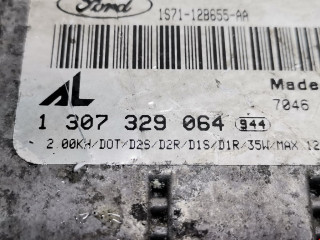 Ford
1S71-12B655-AA
Made
7046
AL
1 307 329 064 944
2.00KH/DOT/D2S/D2R/D1S/D1R/35W/MAX 12